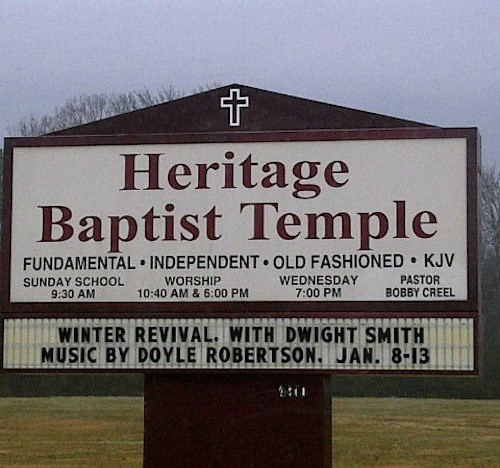 Heritage
Baptist Temple
FUNDAMENTAL • INDEPENDENT • OLD FASHIONED • KJV
SUNDAY SCHOOL WORSHIP WEDNESDAY PASTOR
9:30 AM 10:40 AM & 6:00 PM 7:00 PM BOBBY CREEL
WINTER REVIVAL. WITH DWIGHT SMITH
MUSIC BY DOYLE ROBERTSON. JAN. 8-13